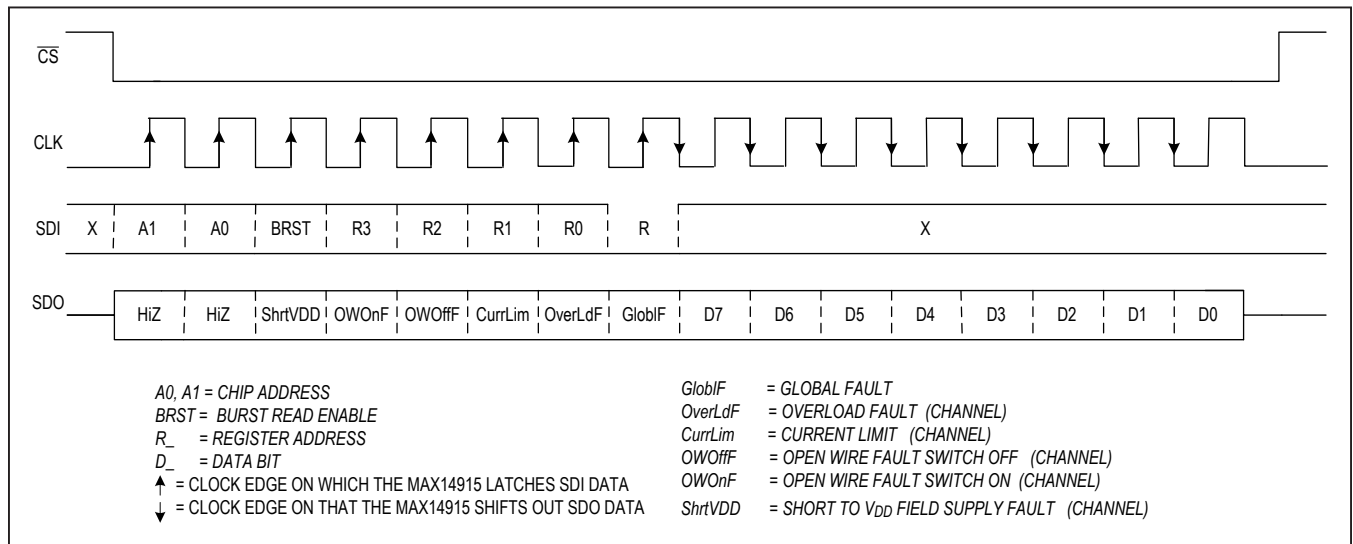 CS
CLK
SDI X A1 A0 BRST R3 R2 R1 R0 R X
SDO HiZ HiZ ShrtVDD OWOnF OWOffF CurrLim OverLdF GloblF D7 D6 D5 D4 D3 D2 D1 D0
A0, A1 = CHIP ADDRESS
BRST = BURST READ ENABLE
R_ = REGISTER ADDRESS
D_ = DATA BIT
↑ = CLOCK EDGE ON WHICH THE MAX14915 LATCHES SDI DATA
↓ = CLOCK EDGE ON THAT THE MAX14915 SHIFTS OUT SDO DATA
GloblF = GLOBAL FAULT
OverLdF = OVERLOAD FAULT (CHANNEL)
CurrLim = CURRENT LIMIT (CHANNEL)
OWOffF = OPEN WIRE FAULT SWITCH OFF (CHANNEL)
OWOnF = OPEN WIRE FAULT SWITCH ON (CHANNEL)
ShrtVDD = SHORT TO VDD FIELD SUPPLY FAULT (CHANNEL)